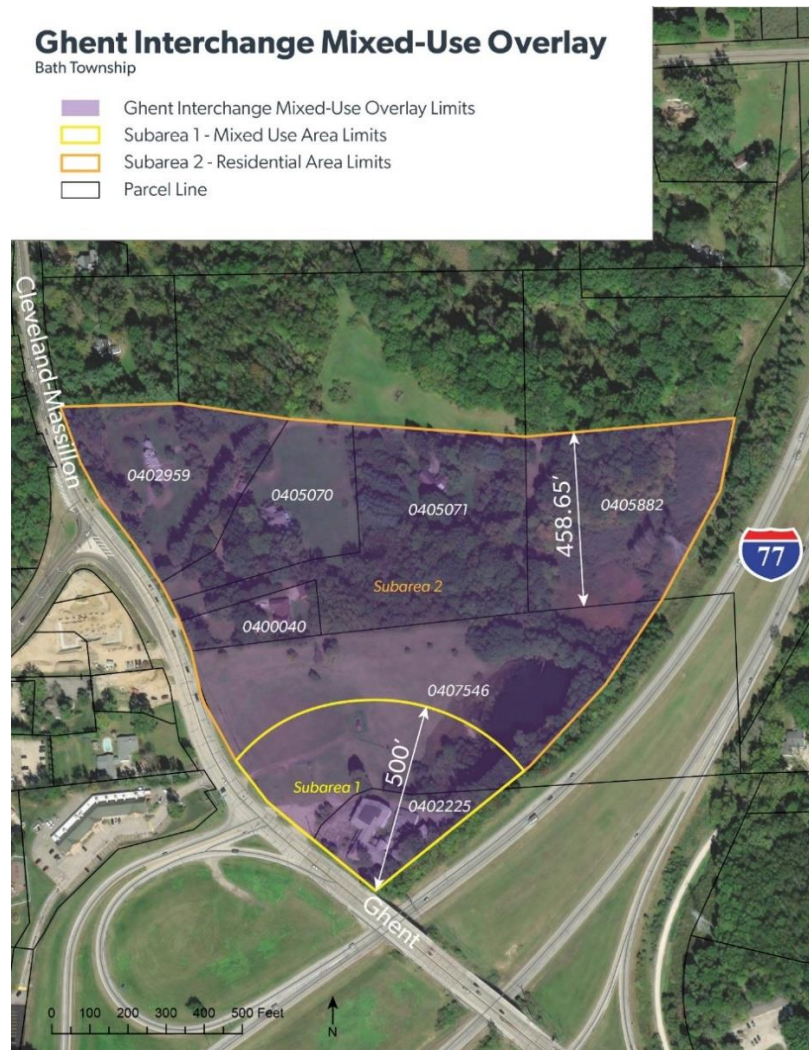 Ghent Interchange Mixed-Use Overlay
Bath Township
Ghent Interchange Mixed-Use Overlay Limits
Subarea 1 - Mixed Use Area Limits
Subarea 2 - Residential Area Limits
Parcel Line
Cleveland-Massillon
0402959
0405070
0405071
0405882
458.65'
77
Subarea 2
0400040
0407546
500'
Subarea 1
0402225
Ghent
0 100 200 300 400 500 Feet
N